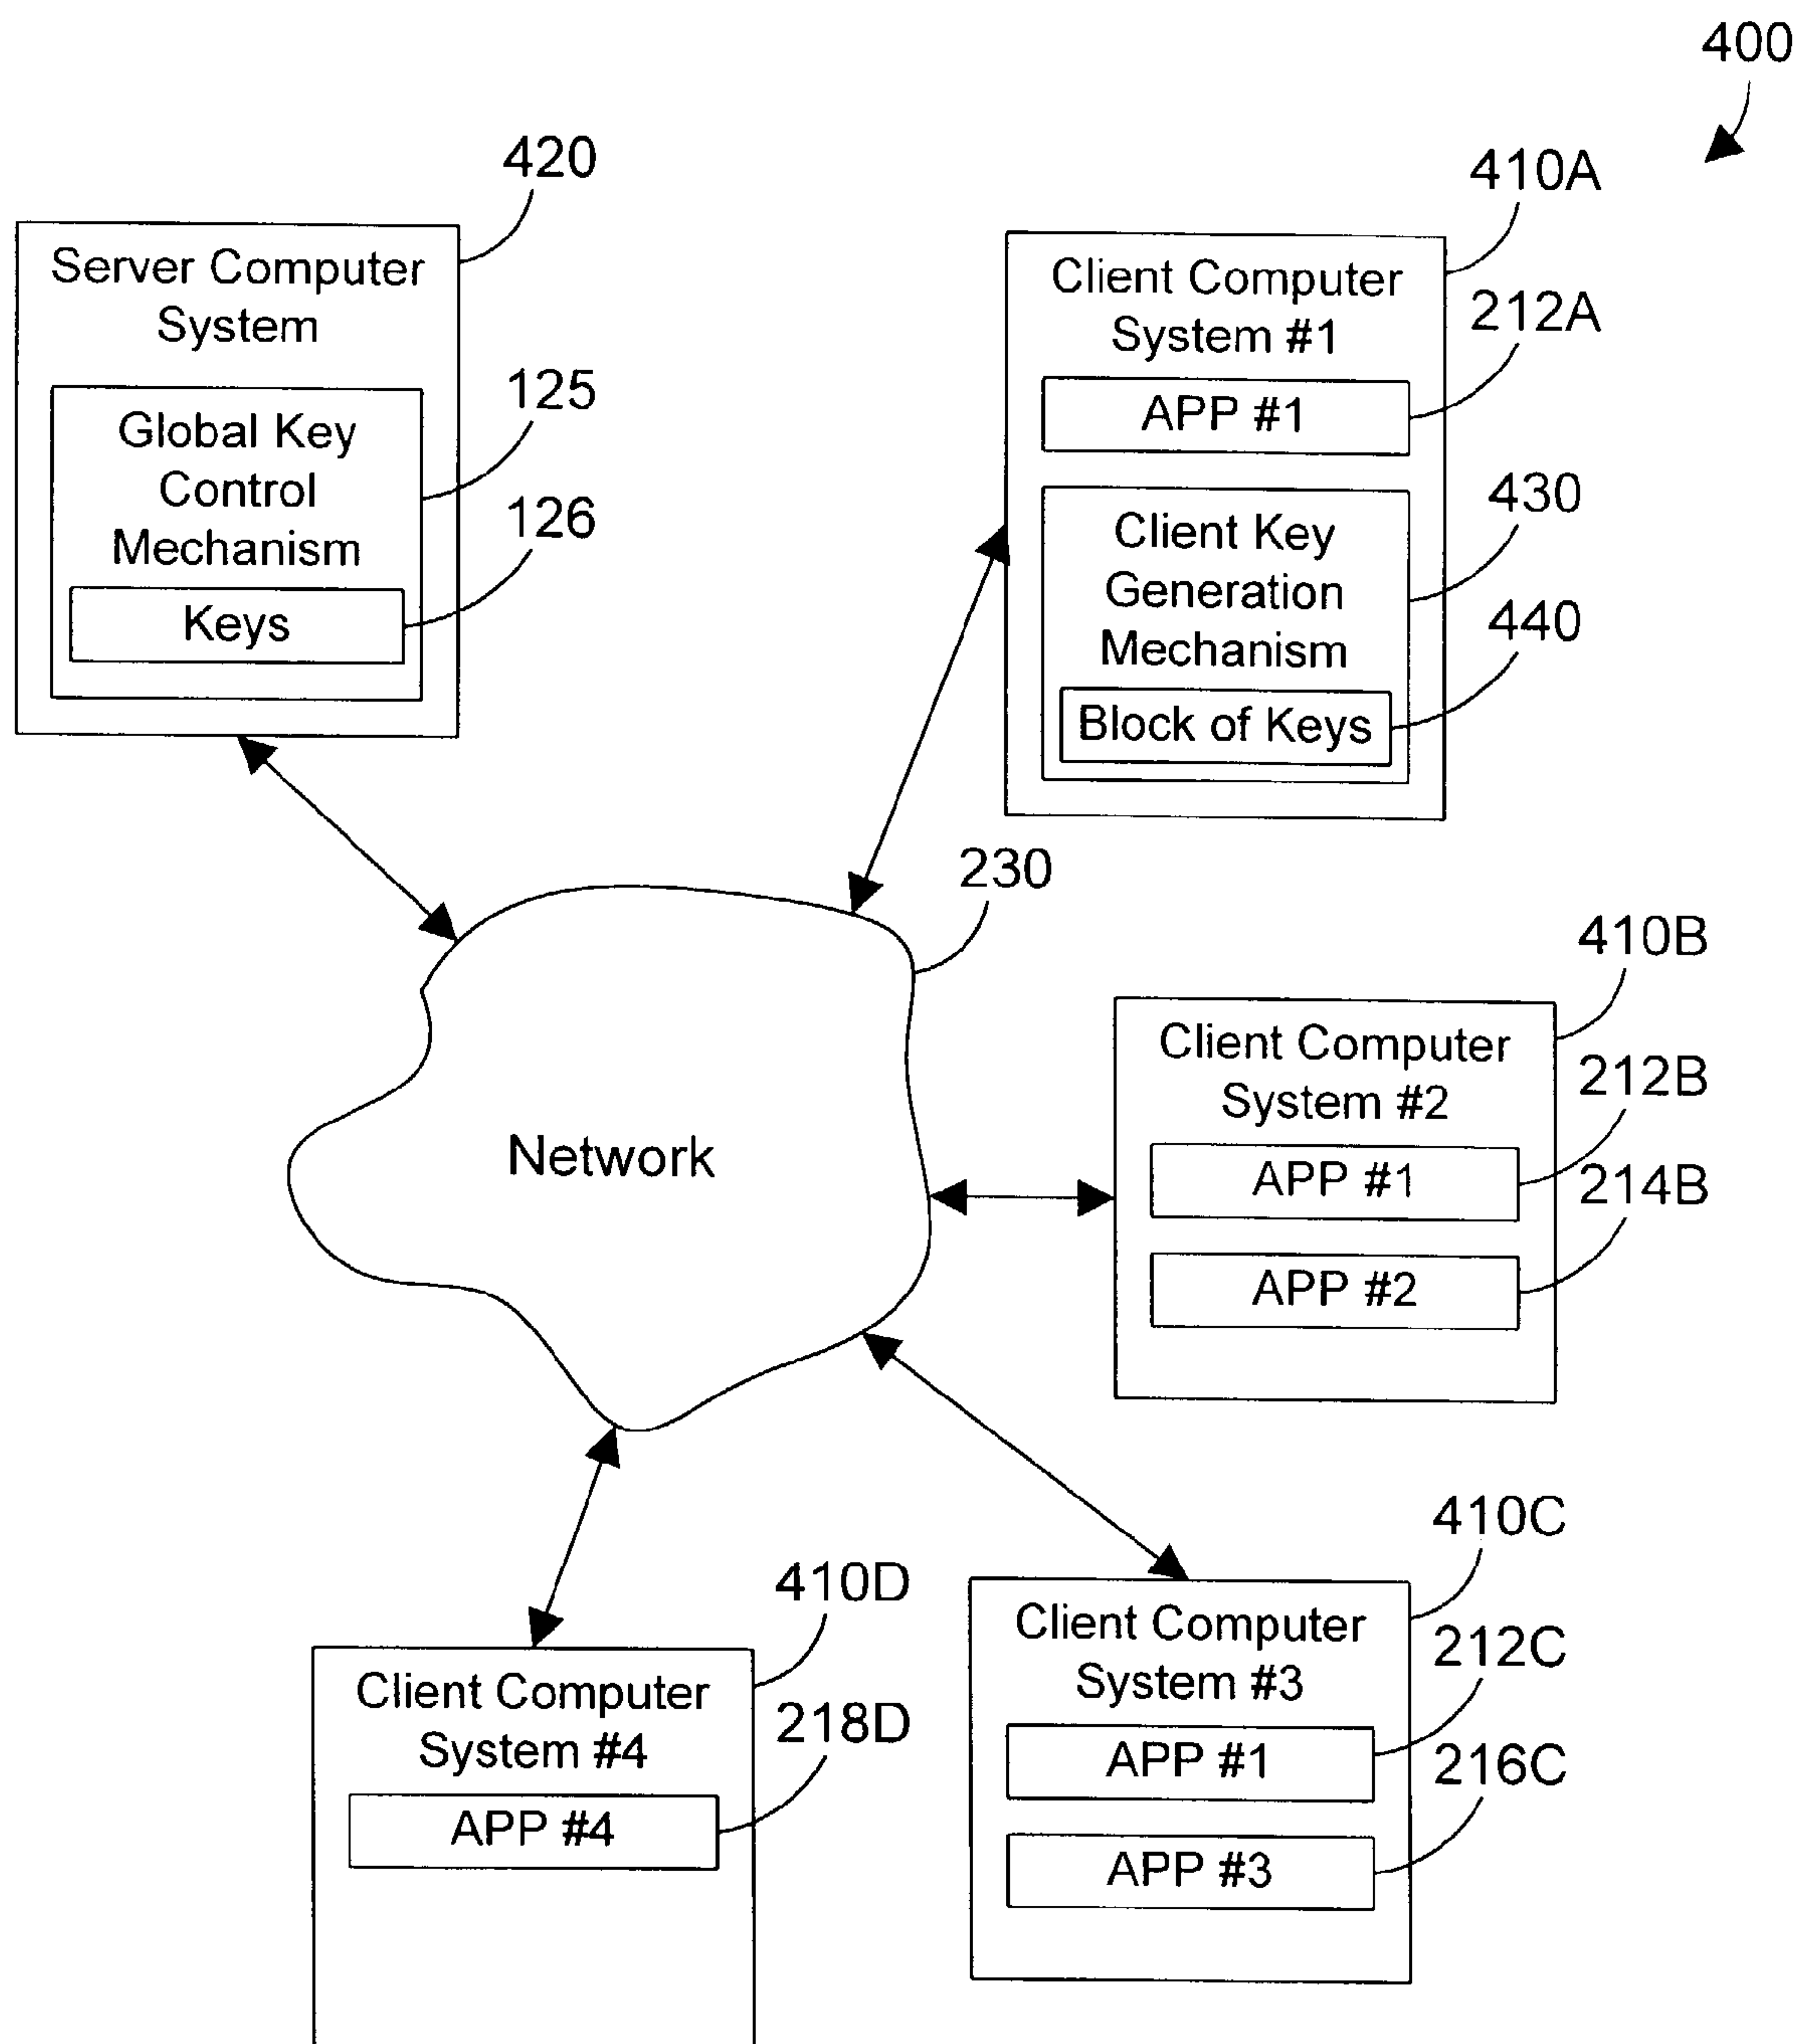 400
420
Server Computer
System
125
Global Key
Control
Mechanism
126
Keys
410A
Client Computer
System #1
212A
APP #1
430
Client Key
Generation
Mechanism
440
Block of Keys
230
Network
410B
Client Computer
System #2
212B
APP #1
214B
APP #2
410C
Client Computer
System #3
212C
APP #1
216C
APP #3
410D
Client Computer
System #4
218D
APP #4